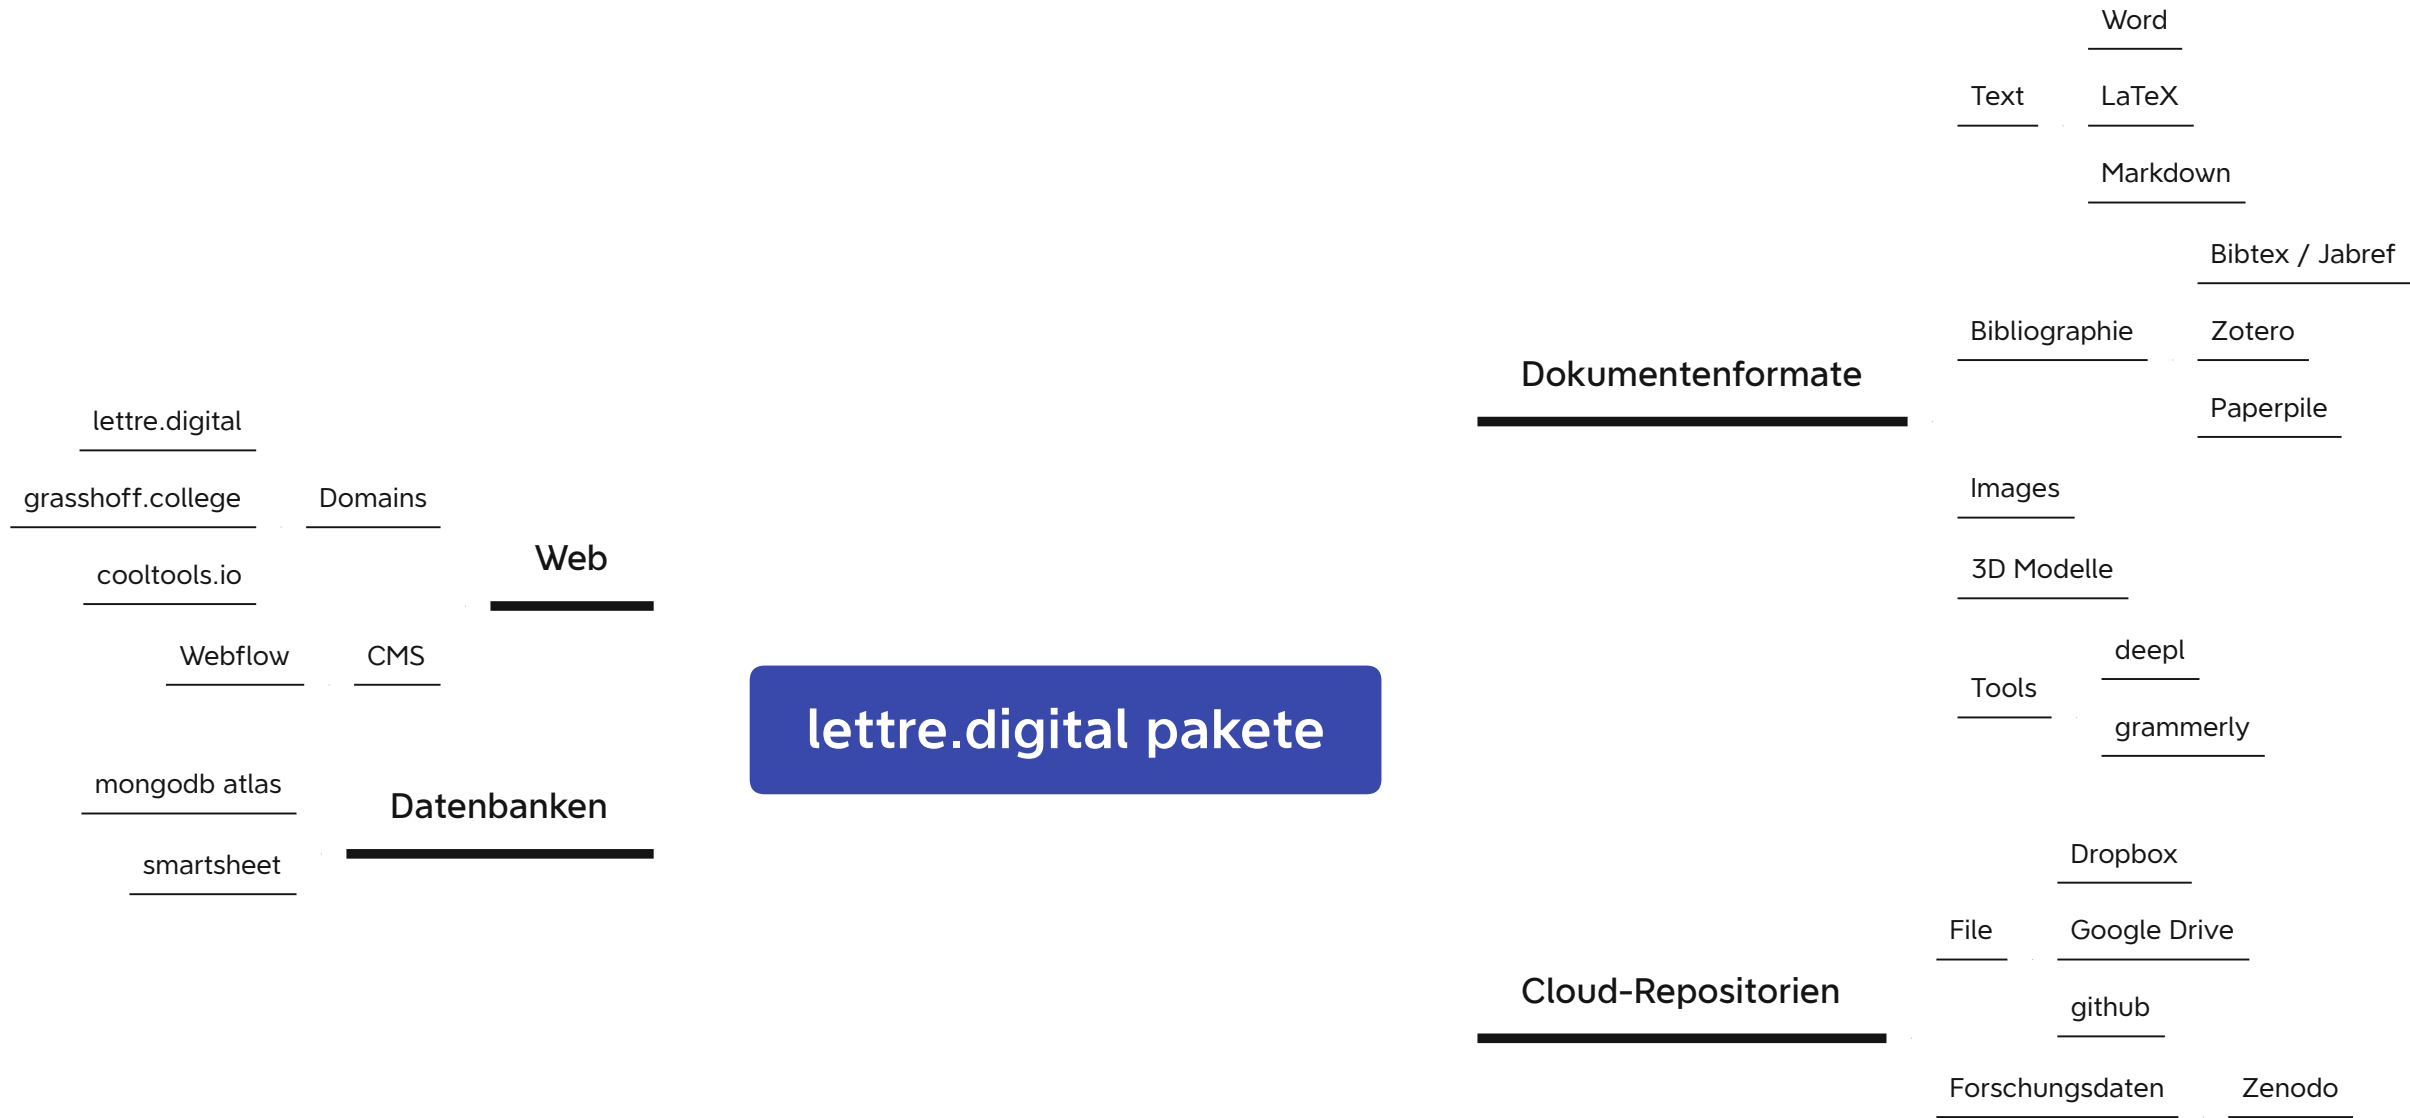 lettre.digital pakete
Dokumentenformate
Text
Word
LaTeX
Markdown
Bibliographie
Bibtex / Jabref
Zotero
Paperpile
Images
3D Modelle
Tools
deepl
grammerly
Cloud-Repositorien
File
Dropbox
Google Drive
github
Forschungsdaten
Zenodo
Web
Domains
lettre.digital
grasshoff.college
cooltools.io
CMS
Webflow
Datenbanken
mongodb atlas
smartsheet